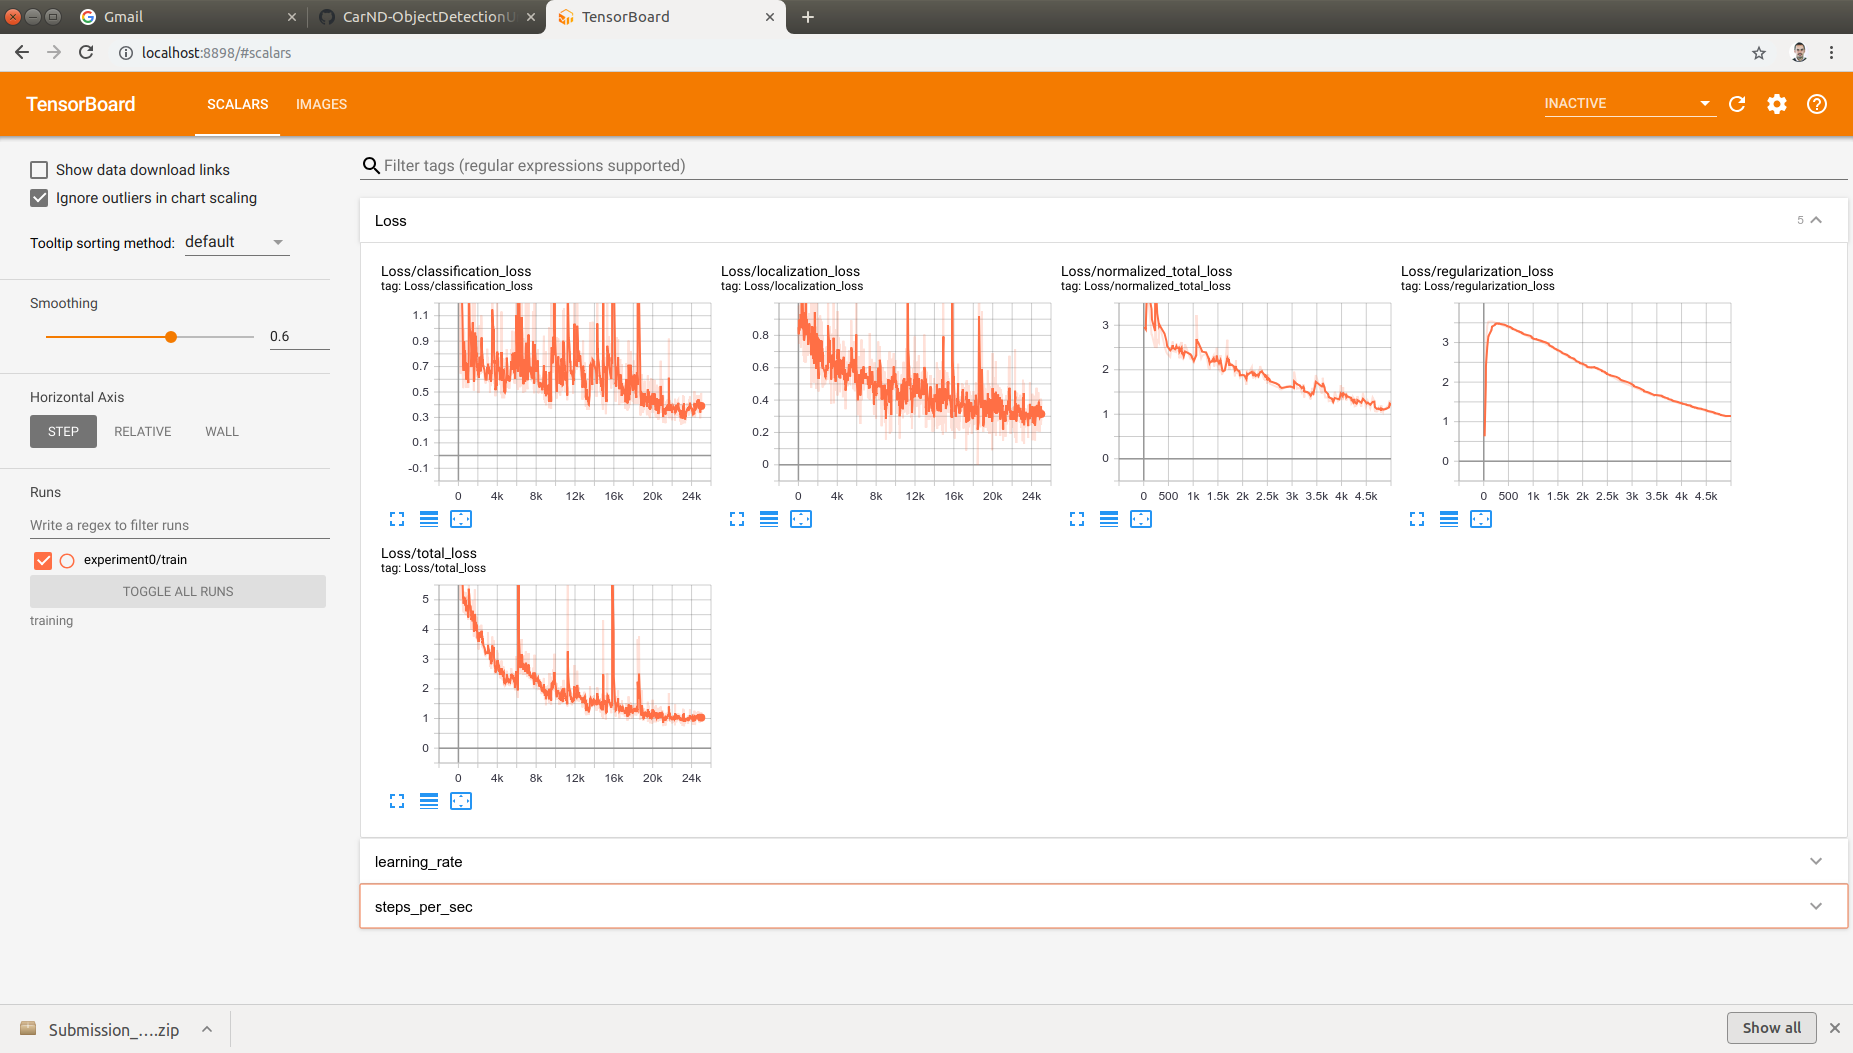 Gmail
CarND-ObjectDetectionU
TensorBoard
localhost:8898/#scalars
TensorBoard
SCALARS
IMAGES
INACTIVE
Show data download links
Ignore outliers in chart scaling
Tooltip sorting method: default
Smoothing
0.6
Horizontal Axis
STEP
RELATIVE
WALL
Runs
Write a regex to filter runs
experiment0/train
TOGGLE ALL RUNS
training
Filter tags (regular expressions supported)
Loss
5
Loss/classification_loss
tag: Loss/classification_loss
1.1
0.9
0.7
0.5
0.3
0.1
-0.1
0 4k 8k 12k 16k 20k 24k
Loss/localization_loss
tag: Loss/localization_loss
0.8
0.6
0.4
0.2
0
0 4k 8k 12k 16k 20k 24k
Loss/normalized_total_loss
tag: Loss/normalized_total_loss
3
2
1
0
0 500 1k 1.5k 2k 2.5k 3k 3.5k 4k 4.5k
Loss/regularization_loss
tag: Loss/regularization_loss
3
2
1
0
0 500 1k 1.5k 2k 2.5k 3k 3.5k 4k 4.5k
Loss/total_loss
tag: Loss/total_loss
5
4
3
2
1
0
0 4k 8k 12k 16k 20k 24k
learning_rate
steps_per_sec
Submission_....zip
Show all